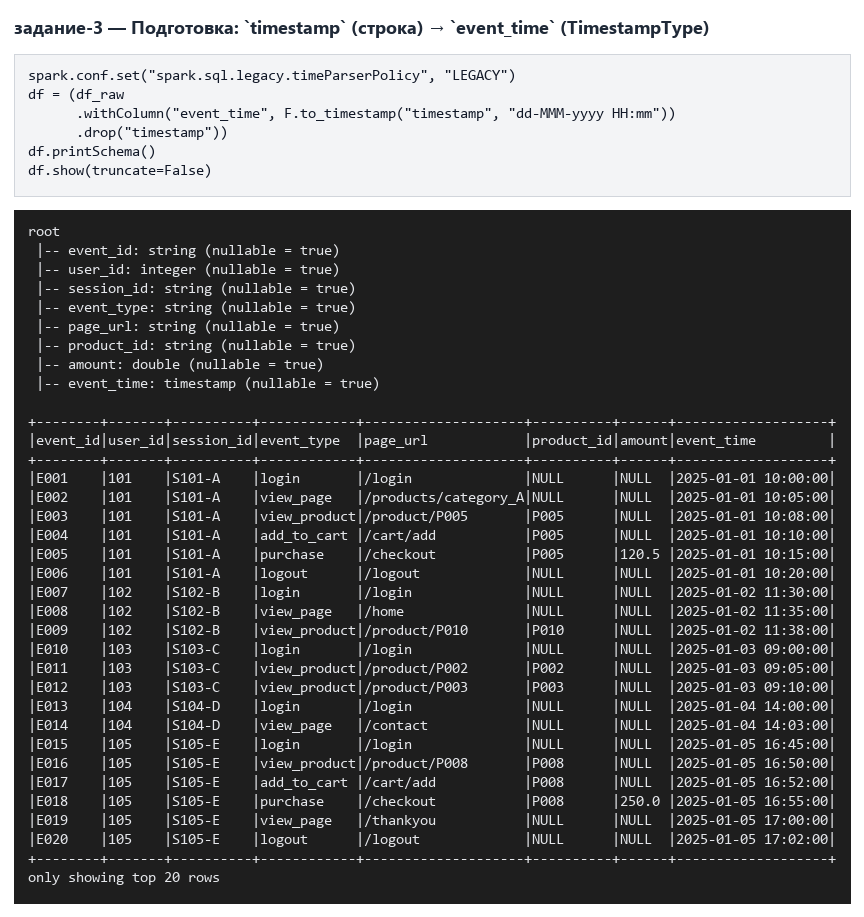 задание-3 — Подготовка: `timestamp` (строка) → `event_time` (TimestampType)
spark.conf.set("spark.sql.legacy.timeParserPolicy", "LEGACY")
df = (df_raw
      .withColumn("event_time", F.to_timestamp("timestamp", "dd-MMM-yyyy HH:mm"))
      .drop("timestamp"))
df.printSchema()
df.show(truncate=False)
root
 |-- event_id: string (nullable = true)
 |-- user_id: integer (nullable = true)
 |-- session_id: string (nullable = true)
 |-- event_type: string (nullable = true)
 |-- page_url: string (nullable = true)
 |-- product_id: string (nullable = true)
 |-- amount: double (nullable = true)
 |-- event_time: timestamp (nullable = true)
+--------+-------+----------+------------+--------------------+----------+------+-------------------+
|event_id|user_id|session_id|event_type  |page_url            |product_id|amount|event_time         |
+--------+-------+----------+------------+--------------------+----------+------+-------------------+
|E001    |101    |S101-A    |login       |/login              |NULL      |NULL  |2025-01-01 10:00:00|
|E002    |101    |S101-A    |view_page   |/products/category_A|NULL      |NULL  |2025-01-01 10:05:00|
|E003    |101    |S101-A    |view_product|/product/P005       |P005      |NULL  |2025-01-01 10:08:00|
|E004    |101    |S101-A    |add_to_cart |/cart/add           |P005      |NULL  |2025-01-01 10:10:00|
|E005    |101    |S101-A    |purchase    |/checkout           |P005      |120.5 |2025-01-01 10:15:00|
|E006    |101    |S101-A    |logout      |/logout             |NULL      |NULL  |2025-01-01 10:20:00|
|E007    |102    |S102-B    |login       |/login              |NULL      |NULL  |2025-01-02 11:30:00|
|E008    |102    |S102-B    |view_page   |/home               |NULL      |NULL  |2025-01-02 11:35:00|
|E009    |102    |S102-B    |view_product|/product/P010       |P010      |NULL  |2025-01-02 11:38:00|
|E010    |103    |S103-C    |login       |/login              |NULL      |NULL  |2025-01-03 09:00:00|
|E011    |103    |S103-C    |view_product|/product/P002       |P002      |NULL  |2025-01-03 09:05:00|
|E012    |103    |S103-C    |view_product|/product/P003       |P003      |NULL  |2025-01-03 09:10:00|
|E013    |104    |S104-D    |login       |/login              |NULL      |NULL  |2025-01-04 14:00:00|
|E014    |104    |S104-D    |view_page   |/contact            |NULL      |NULL  |2025-01-04 14:03:00|
|E015    |105    |S105-E    |login       |/login              |NULL      |NULL  |2025-01-05 16:45:00|
|E016    |105    |S105-E    |view_product|/product/P008       |P008      |NULL  |2025-01-05 16:50:00|
|E017    |105    |S105-E    |add_to_cart |/cart/add           |P008      |NULL  |2025-01-05 16:52:00|
|E018    |105    |S105-E    |purchase    |/checkout           |P008      |250.0 |2025-01-05 16:55:00|
|E019    |105    |S105-E    |view_page   |/thankyou           |NULL      |NULL  |2025-01-05 17:00:00|
|E020    |105    |S105-E    |logout      |/logout             |NULL      |NULL  |2025-01-05 17:02:00|
+--------+-------+----------+------------+--------------------+----------+------+-------------------+
only showing top 20 rows